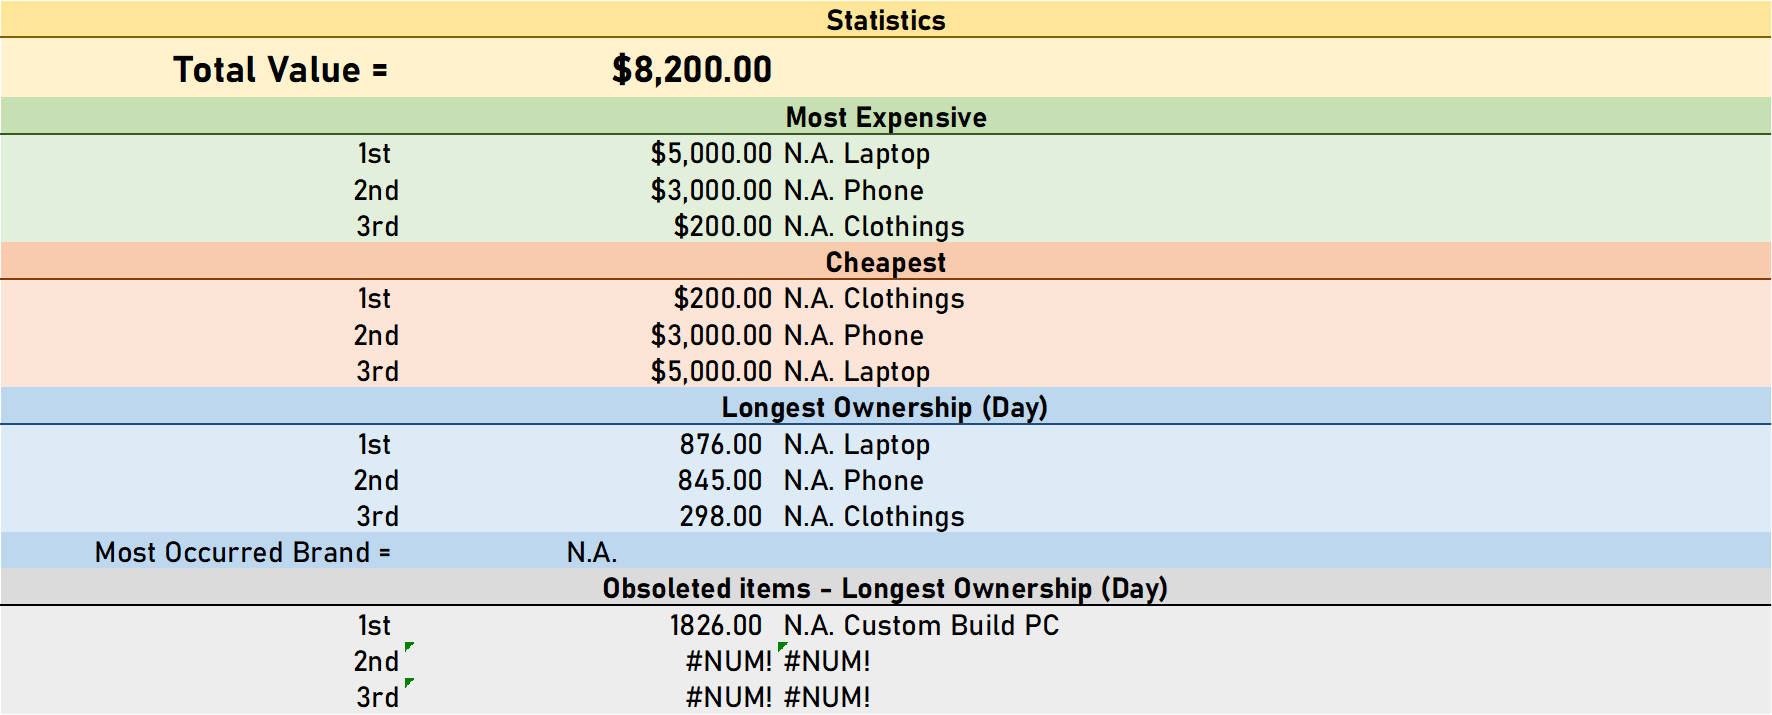 Statistics
Total Value = $8,200.00
Most Expensive
1st $5,000.00 N.A. Laptop
2nd $3,000.00 N.A. Phone
3rd $200.00 N.A. Clothings
Cheapest
1st $200.00 N.A. Clothings
2nd $3,000.00 N.A. Phone
3rd $5,000.00 N.A. Laptop
Longest Ownership (Day)
1st 876.00 N.A. Laptop
2nd 845.00 N.A. Phone
3rd 298.00 N.A. Clothings
Most Occurred Brand = N.A.
Obsoleted items - Longest Ownership (Day)
1st 1826.00 N.A. Custom Build PC
2nd #NUM! #NUM!
3rd #NUM! #NUM!